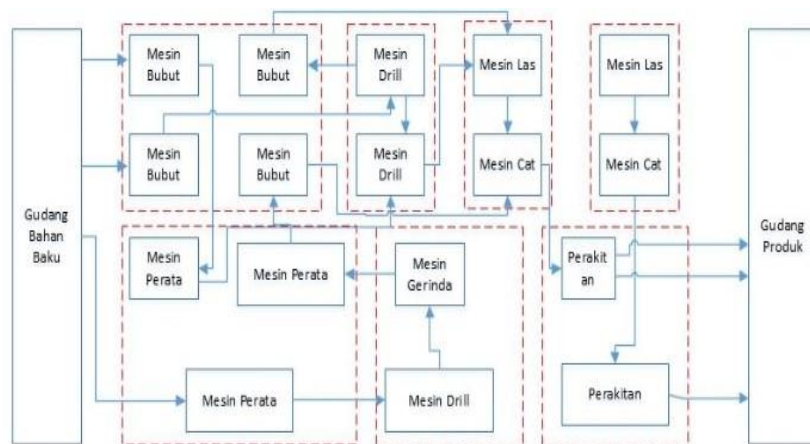 Gudang
Bahan
Baku
Mesin
Bubut
Mesin
Bubut
Mesin
Drill
Mesin Las
Mesin Las
Mesin
Bubut
Mesin
Bubut
Mesin
Drill
Mesin Cat
Mesin Cat
Gudang
Produk
Mesin
Perata
Mesin Perata
Mesin
Gerinda
Perakit
an
Mesin Perata
Mesin Drill
Perakitan